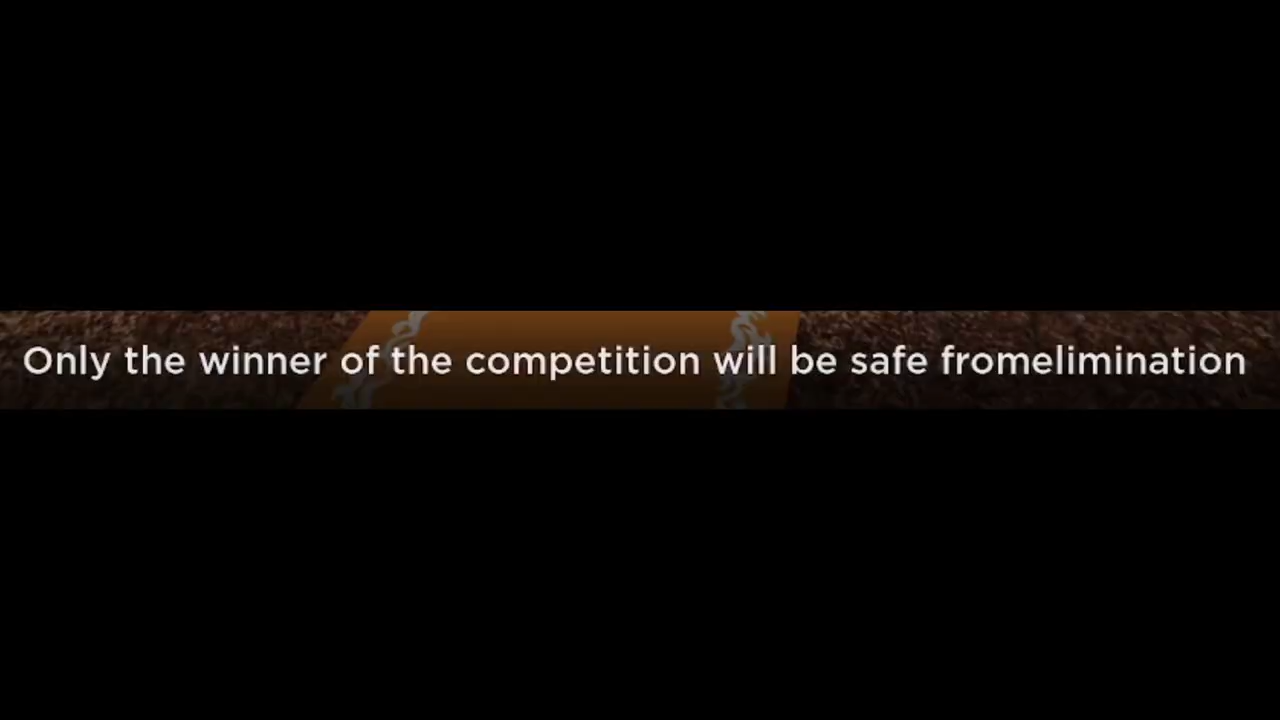 Only the winner of the competition will be safe fromelimination